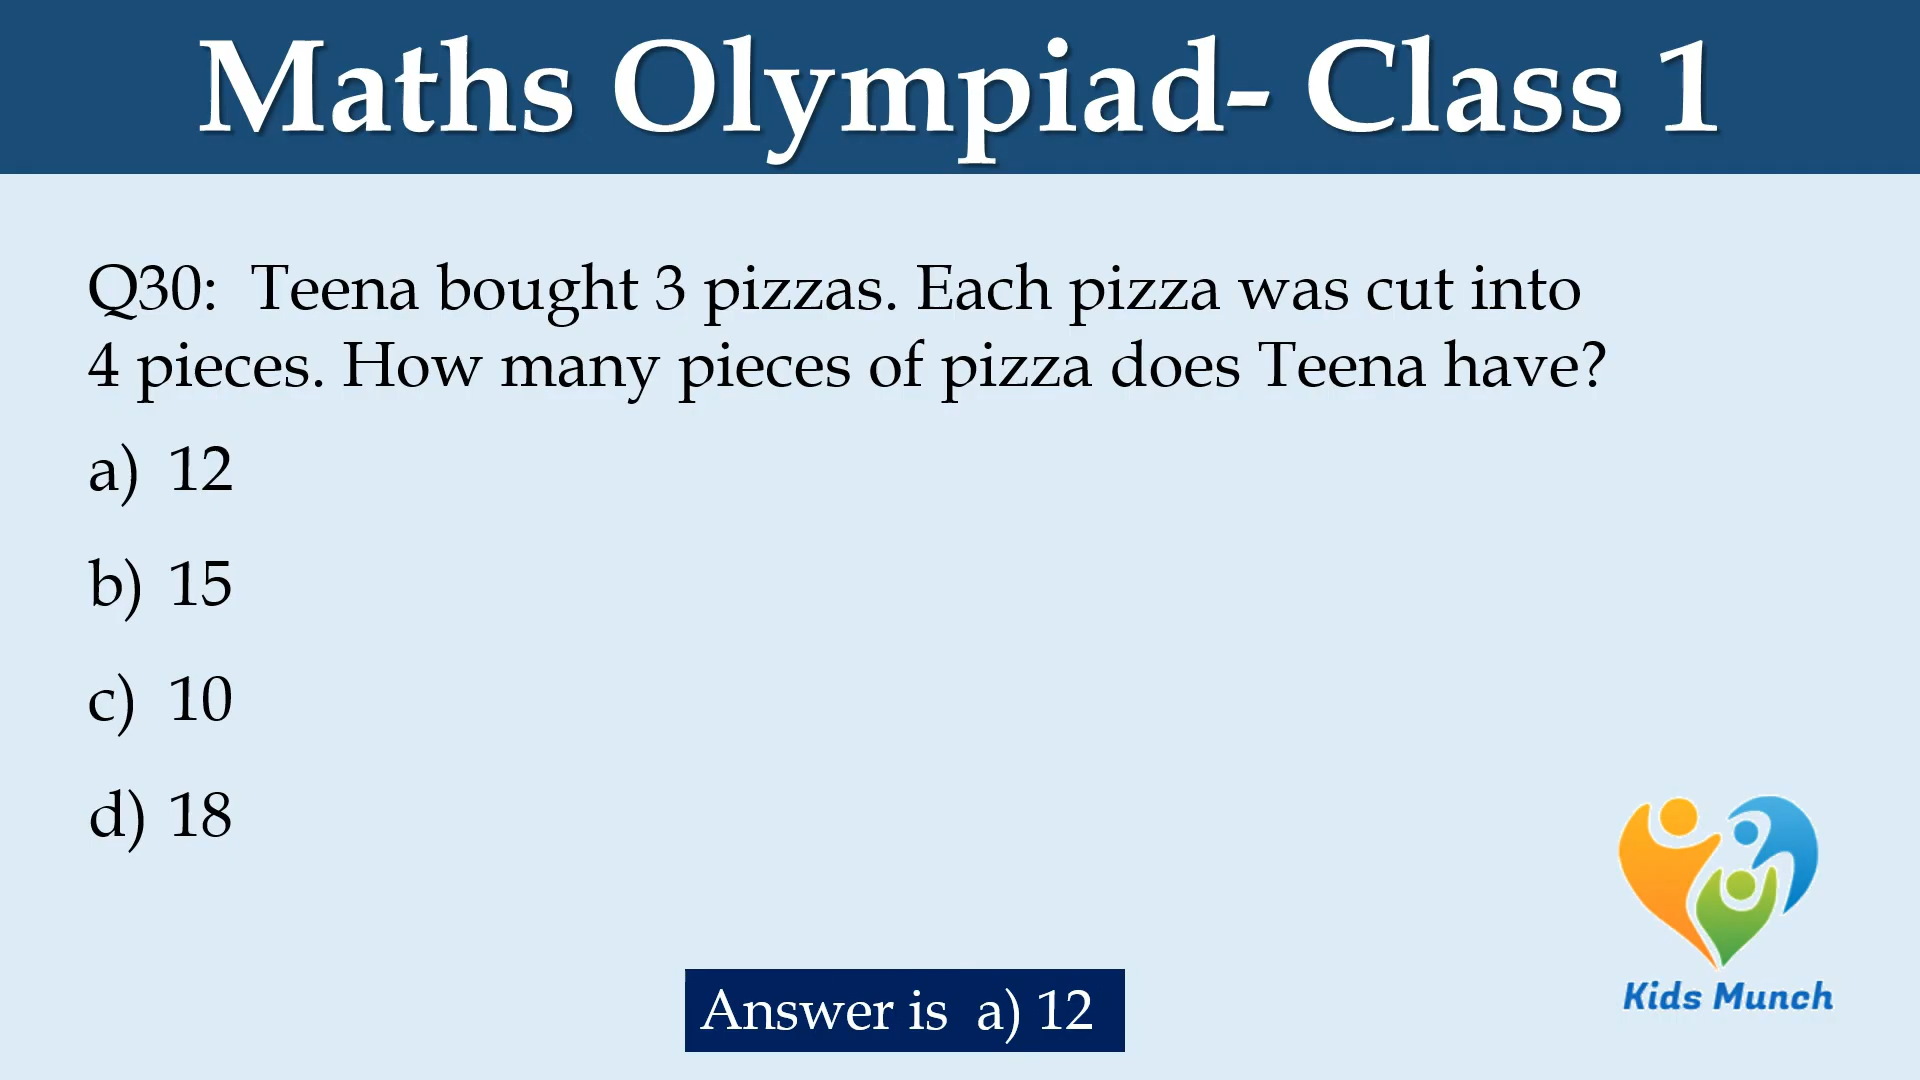 Maths Olympiad- Class 1
Q30: Teena bought 3 pizzas. Each pizza was cut into
4 pieces. How many pieces of pizza does Teena have?
a) 12
b) 15
c) 10
d) 18
Kids Munch
Answer is a) 12